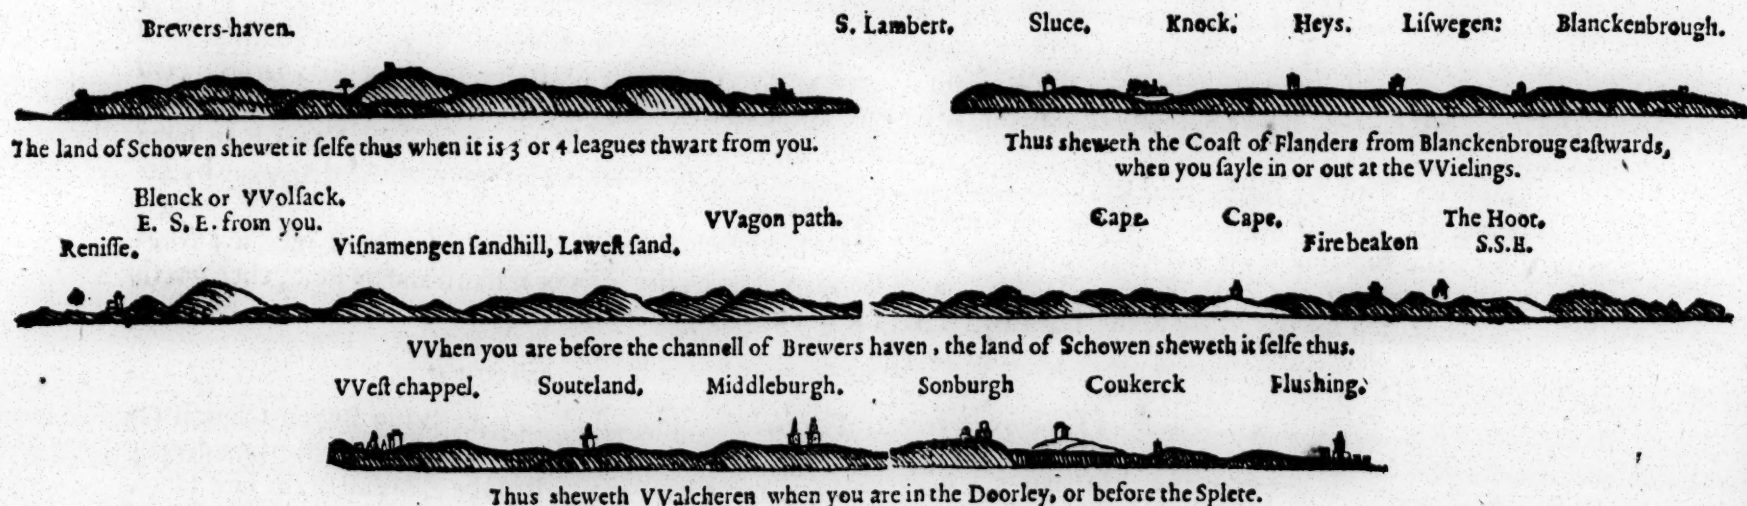 Brewers-haven.
S. Lambert. Sluce. Knock. Heys. Liſwegen: Blanckenbrough.
The land of Schowen shewet it ſelfe thus when it is 3 or 4 leagues thwart from you.
Thus sheweth the Coaſt of Flanders from Blanckenbroug eaſtwards,
when you ſayle in or out at the VVielings.
Blenck or VVolſack.
E. S. E. from you.
Reniſſe. Viſnamengen ſandhill, Laweſt ſand.
VVagon path.
Cape. Cape. The Hoot.
Firebeakon S.S.E.
VVhen you are before the channell of Brewers haven, the land of Schowen sheweth it ſelfe thus.
VVeſt chappel. Souteland. Middleburgh. Sonburgh Coukerck Flushing.
Thus sheweth VValcheren when you are in the Doorley, or before the Splete.